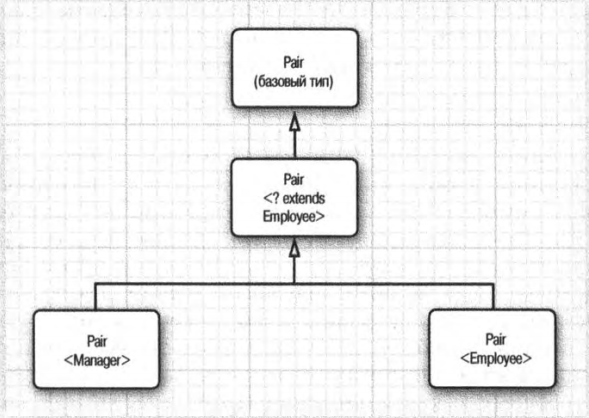 Pair
(базовый тип)
Pair
<? extends
Employee>
Pair
<Manager>
Pair
<Employee>